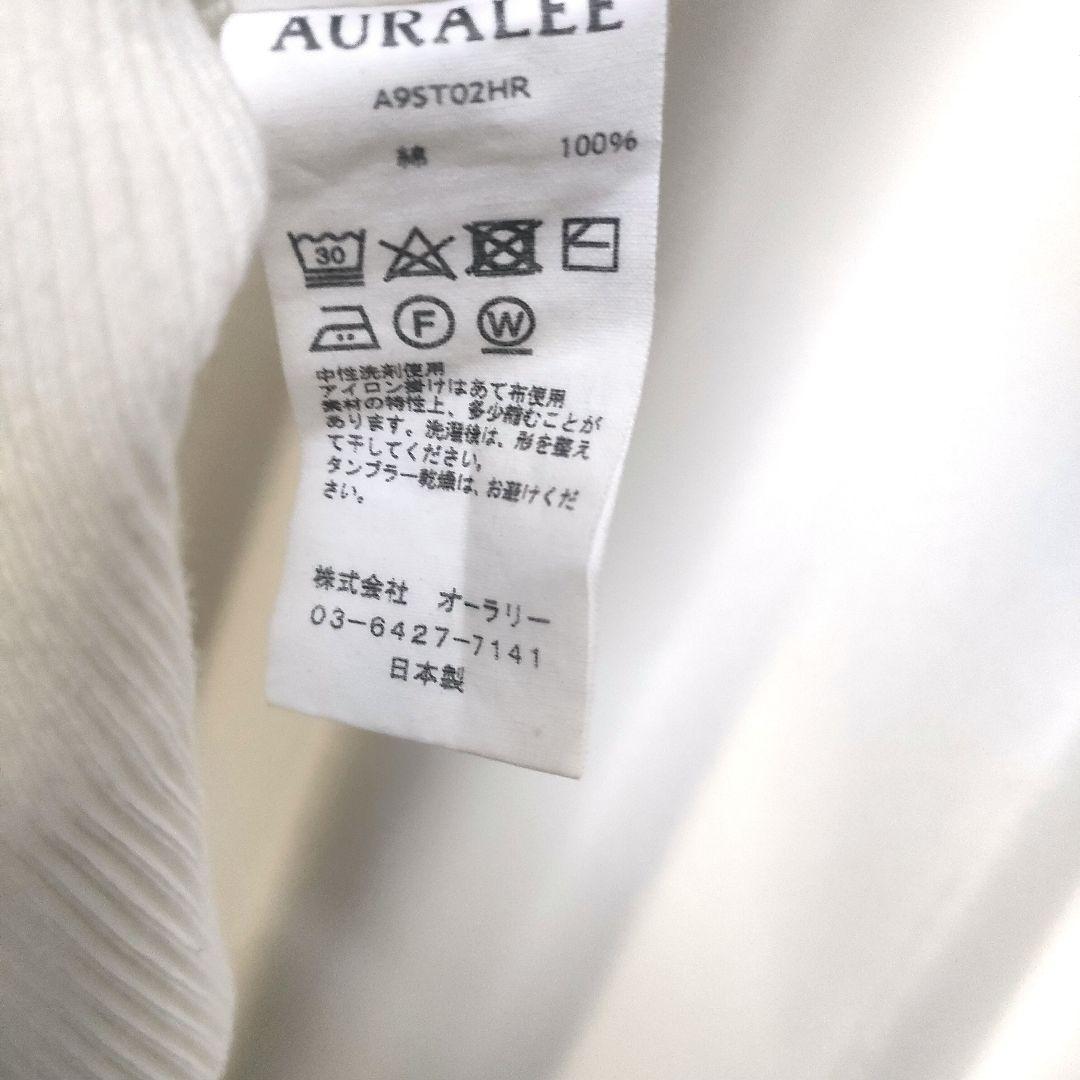 AURALEE
A9ST02HR
綿 100%
30
F W
中性洗剤使用
アイロン掛けはあて布使用
素材の特性上、多少縮むことが
あります。洗濯後は、形を整え
て干してください。
タンブラー乾燥は、お避けくだ
さい。
株式会社 オーラリー
03-6427-7141
日本製